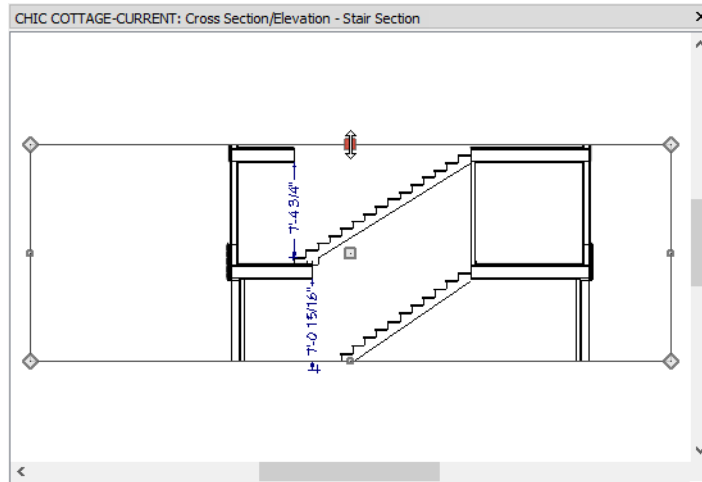 CHIC COTTAGE-CURRENT: Cross Section/Elevation - Stair Section
7'-4 3/4"
7'-0 15/16"